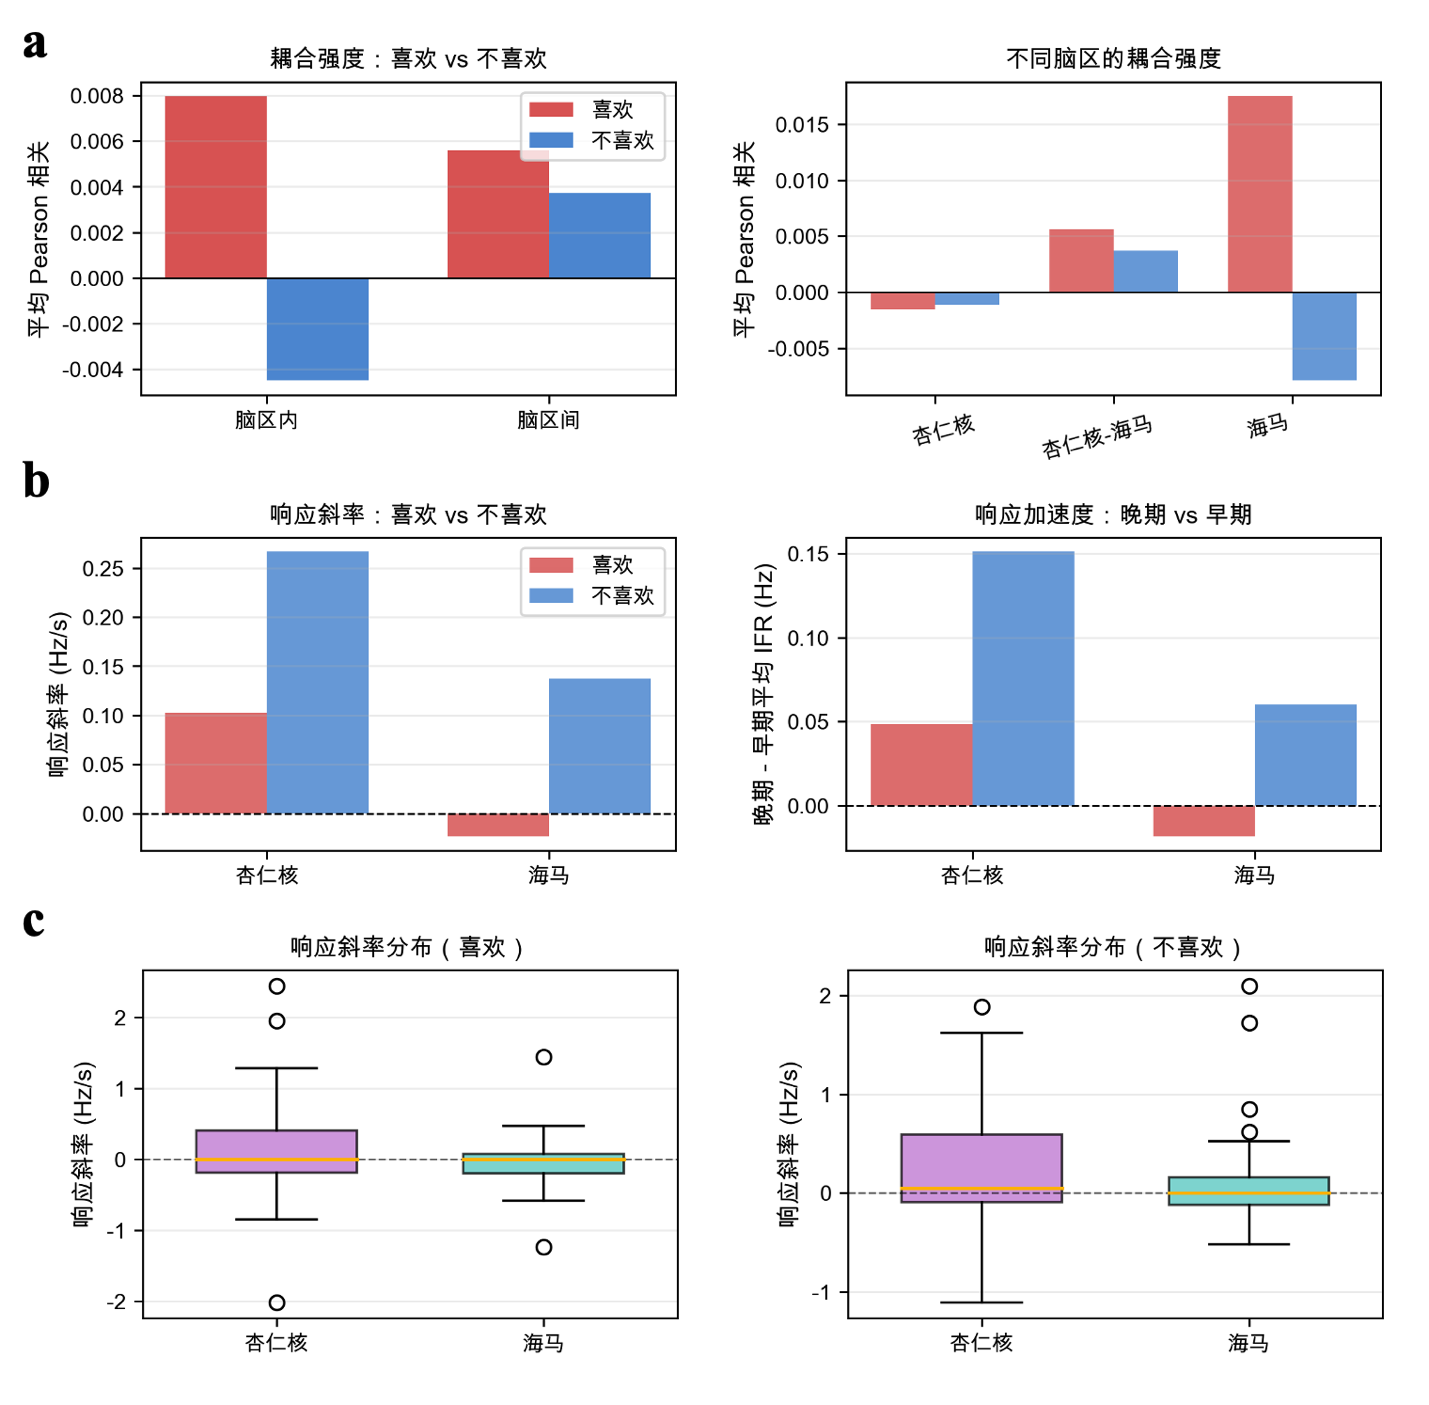 a
耦合强度：喜欢 vs 不喜欢
平均 Pearson 相关
0.008
0.006
0.004
0.002
0.000
-0.002
-0.004
喜欢
不喜欢
脑区内
脑区间
不同脑区的耦合强度
平均 Pearson 相关
0.015
0.010
0.005
0.000
-0.005
杏仁核
杏仁核-海马
海马
b
响应斜率：喜欢 vs 不喜欢
响应斜率 (Hz/s)
0.25
0.20
0.15
0.10
0.05
0.00
喜欢
不喜欢
杏仁核
海马
响应加速度：晚期 vs 早期
晚期 - 早期平均 IFR (Hz)
0.15
0.10
0.05
0.00
杏仁核
海马
c
响应斜率分布（喜欢）
响应斜率 (Hz/s)
2
1
0
-1
-2
杏仁核
海马
响应斜率分布（不喜欢）
响应斜率 (Hz/s)
2
1
0
-1
杏仁核
海马